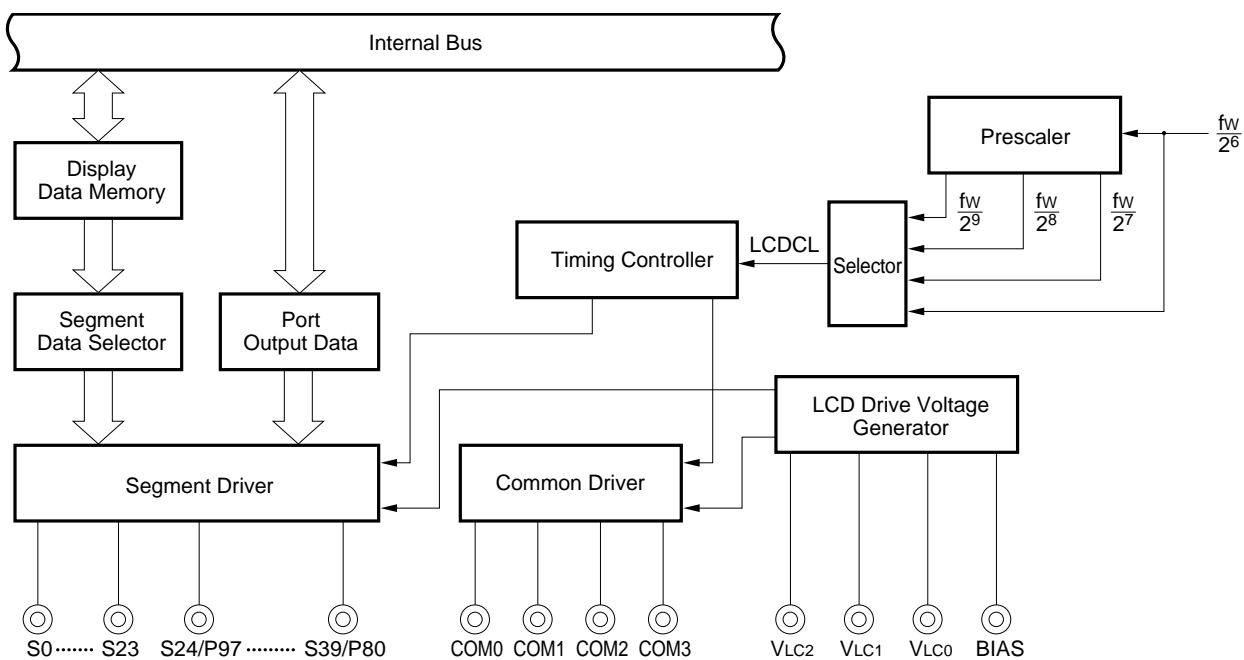 Internal Bus
Prescaler
fW
2^6
Display
Data Memory
fW
2^9
fW
2^8
fW
2^7
Timing Controller
LCDCL
Selector
Segment
Data Selector
Port
Output Data
LCD Drive Voltage
Generator
Segment Driver
Common Driver
S0 ······· S23 S24/P97 ········· S39/P80 COM0 COM1 COM2 COM3 VLC2 VLC1 VLC0 BIAS